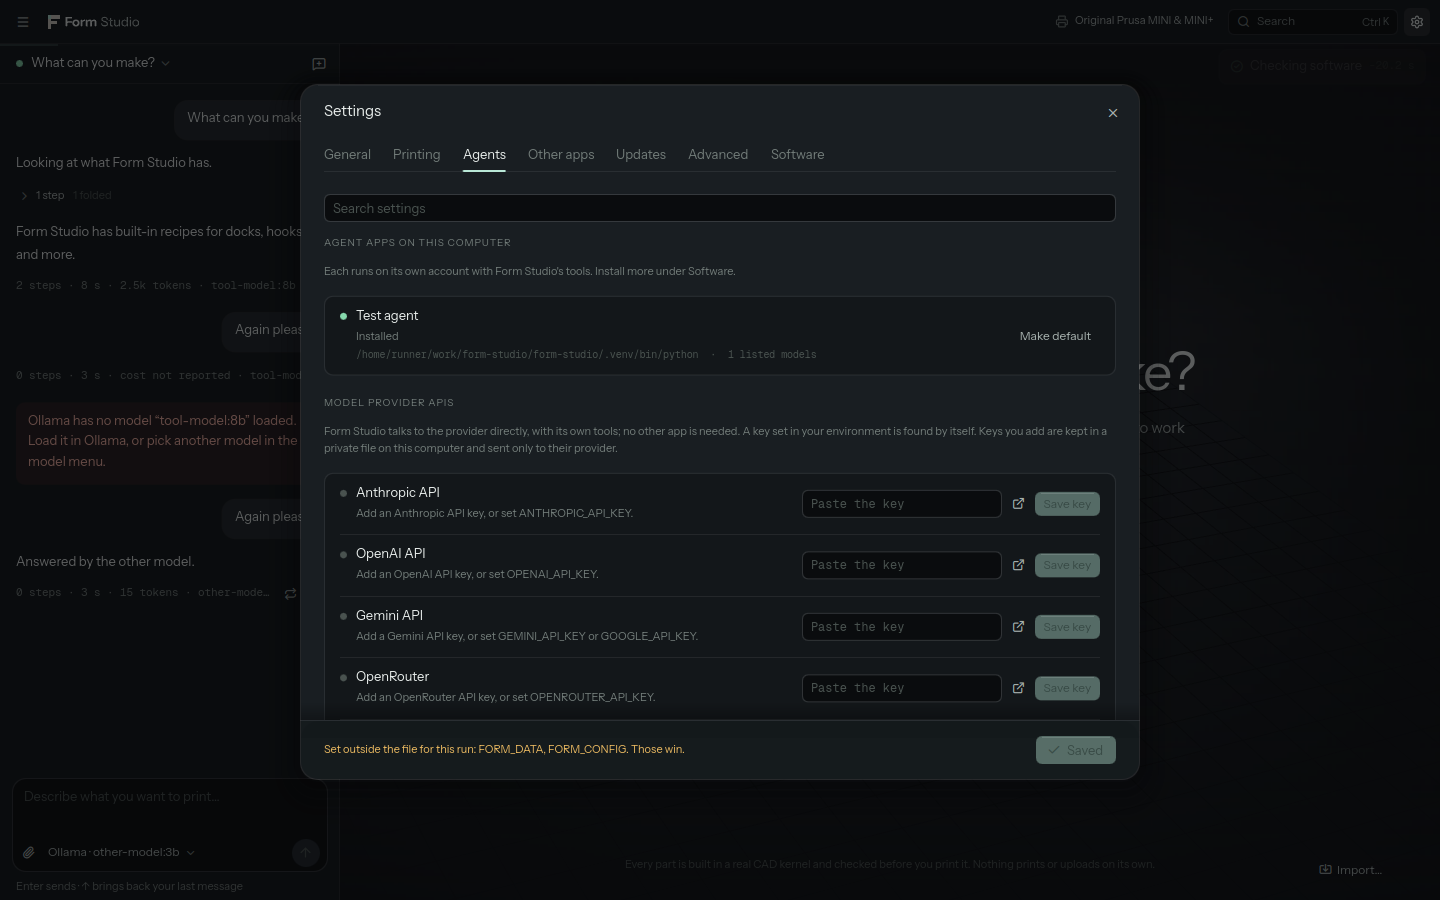 Form Studio
Original Prusa MINI & MINI+
Search
Ctrl K
What can you make?
Checking software
What can you make
Looking at what Form Studio has.
1 step 1 folded
Form Studio has built-in recipes for docks, hooks
and more.
2 steps · 8 s · 2.5k tokens · tool-model:8b
Again pleas
0 steps · 3 s · cost not reported · tool-mod
Ollama has no model “tool-model:8b” loaded.
Load it in Ollama, or pick another model in the
model menu.
Again pleas
Answered by the other model.
0 steps · 3 s · 15 tokens · other-mode…
Describe what you want to print...
Ollama · other-model:3b
Enter sends · ↑ brings back your last message
Settings
General
Printing
Agents
Other apps
Updates
Advanced
Software
Search settings
AGENT APPS ON THIS COMPUTER
Each runs on its own account with Form Studio's tools. Install more under Software.
Test agent
Installed
/home/runner/work/form-studio/form-studio/.venv/bin/python · 1 listed models
Make default
MODEL PROVIDER APIS
Form Studio talks to the provider directly, with its own tools; no other app is needed. A key set in your environment is found by itself. Keys you add are kept in a
private file on this computer and sent only to their provider.
Anthropic API
Add an Anthropic API key, or set ANTHROPIC_API_KEY.
Paste the key
Save key
OpenAI API
Add an OpenAI API key, or set OPENAI_API_KEY.
Paste the key
Save key
Gemini API
Add a Gemini API key, or set GEMINI_API_KEY or GOOGLE_API_KEY.
Paste the key
Save key
OpenRouter
Add an OpenRouter API key, or set OPENROUTER_API_KEY.
Paste the key
Save key
Set outside the file for this run: FORM_DATA, FORM_CONFIG. Those win.
Saved
ke?
o work
Every part is built in a real CAD kernel and checked before you print it. Nothing prints or uploads on its own.
Import...